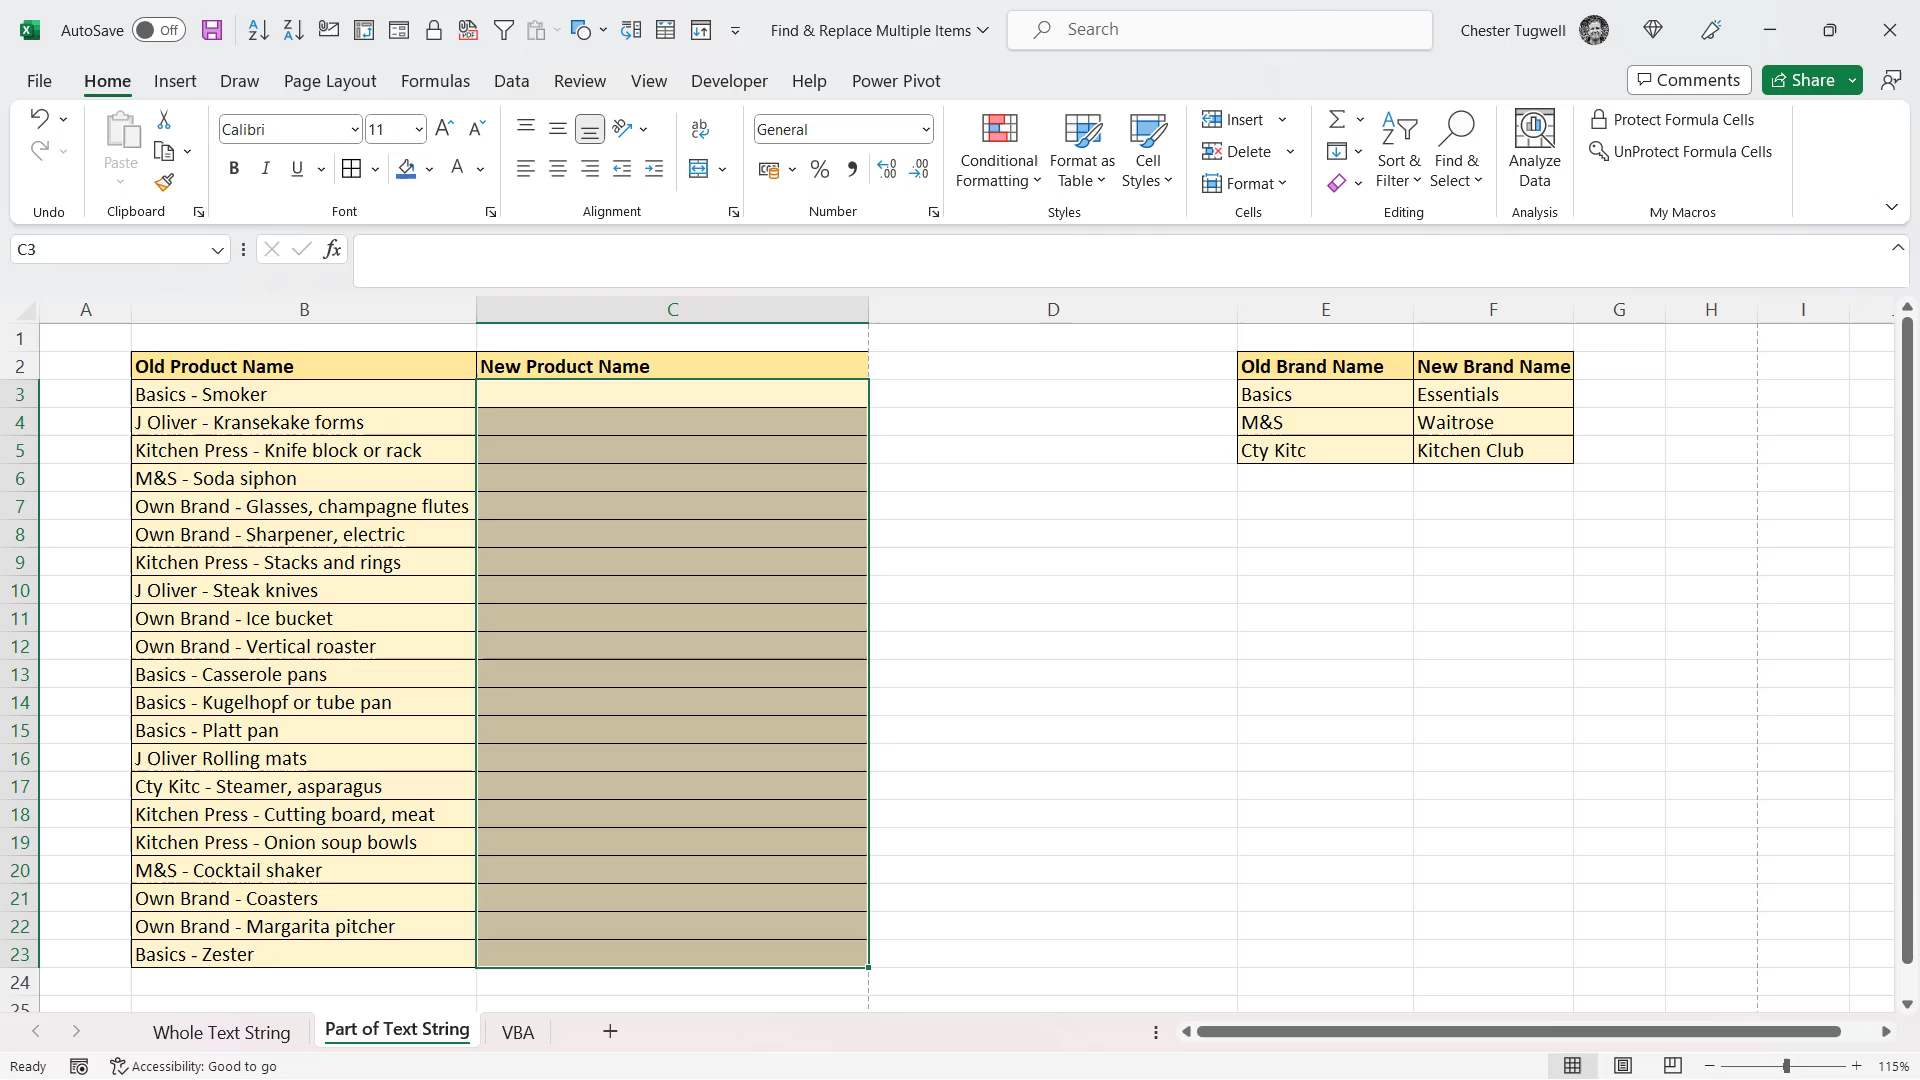 AutoSave Off Find & Replace Multiple Items Search Chester Tugwell
File Home Insert Draw Page Layout Formulas Data Review View Developer Help Power Pivot Comments Share
Paste
Calibri 11
B I U A
ab
General
% .00
Conditional Formatting
Format as Table
Cell Styles
Insert
Delete
Format
Sort & Filter
Find & Select
Analyze Data
Protect Formula Cells
UnProtect Formula Cells
Undo Clipboard Font Alignment Number Styles Cells Editing Analysis My Macros
C3 fx
A B C D E F G H I
1
2 Old Product Name New Product Name Old Brand Name New Brand Name
3 Basics - Smoker Basics Essentials
4 J Oliver - Kransekake forms M&S Waitrose
5 Kitchen Press - Knife block or rack Cty Kitc Kitchen Club
6 M&S - Soda siphon
7 Own Brand - Glasses, champagne flutes
8 Own Brand - Sharpener, electric
9 Kitchen Press - Stacks and rings
10 J Oliver - Steak knives
11 Own Brand - Ice bucket
12 Own Brand - Vertical roaster
13 Basics - Casserole pans
14 Basics - Kugelhopf or tube pan
15 Basics - Platt pan
16 J Oliver Rolling mats
17 Cty Kitc - Steamer, asparagus
18 Kitchen Press - Cutting board, meat
19 Kitchen Press - Onion soup bowls
20 M&S - Cocktail shaker
21 Own Brand - Coasters
22 Own Brand - Margarita pitcher
23 Basics - Zester
24
25
Whole Text String Part of Text String VBA
Ready Accessibility: Good to go 115%